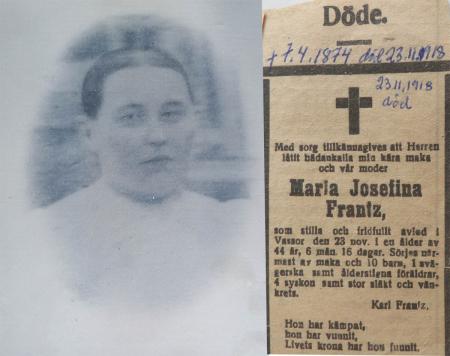 Döde.
+ 7.4.1874 död 23.11.1918
23.11.1918
död
Med sorg tillkännagives att Herren
låtit hädankalla min kära maka
och vår moder
Maria Josefina
Frantz,
som stilla och fridfullt avled i
Vassor den 23 nov. i en ålder av
44 år, 6 mån. 16 dagar. Sörjes när-
mast av maka och 10 barn, 1 svä-
gerska samt ålderstigna föräldrar,
4 syskon samt stor släkt och vän-
krets.
Karl Frantz.
Hon har kämpat,
hon har vunnit,
Livets krona har hon funnit.